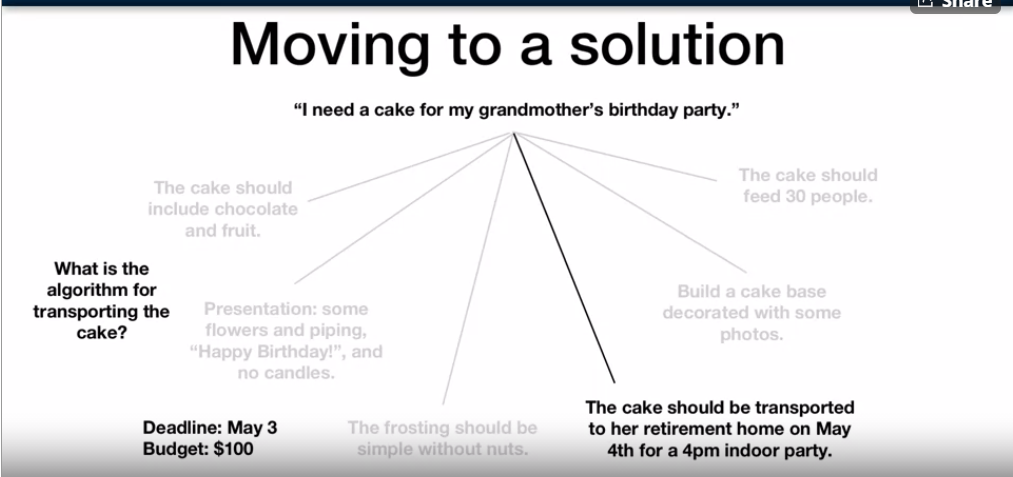 Share
Moving to a solution
“I need a cake for my grandmother’s birthday party.”
The cake should
include chocolate
and fruit.
The cake should
feed 30 people.
What is the
algorithm for
transporting the
cake?
Presentation: some
flowers and piping,
“Happy Birthday!”, and
no candles.
Build a cake base
decorated with some
photos.
Deadline: May 3
Budget: $100
The frosting should be
simple without nuts.
The cake should be transported
to her retirement home on May
4th for a 4pm indoor party.